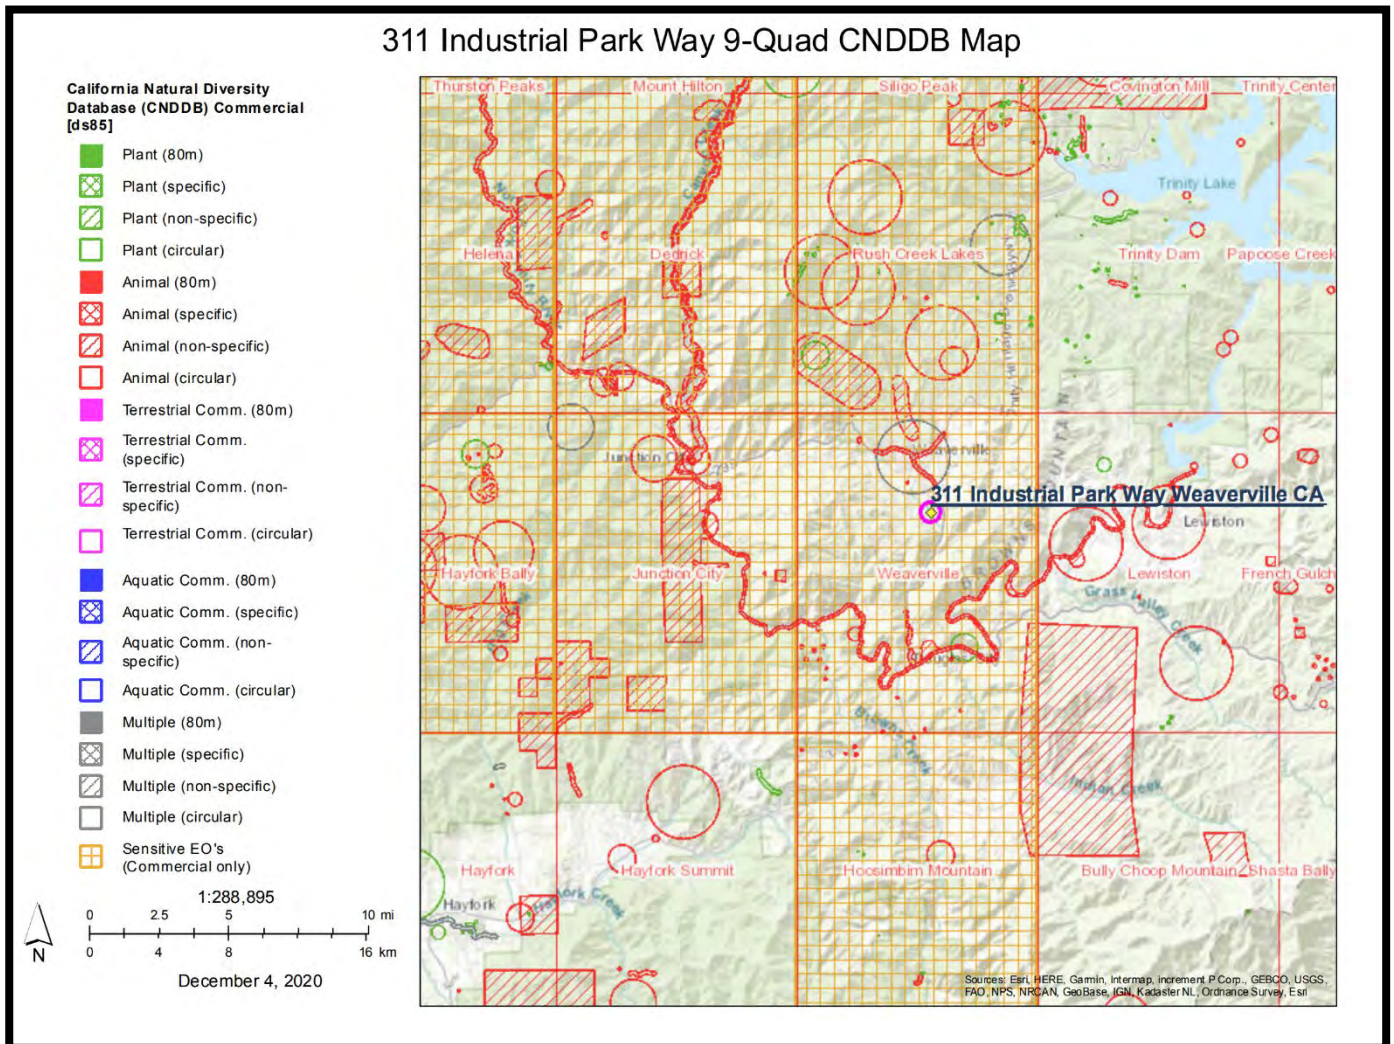 311 Industrial Park Way 9-Quad CNDDB Map
California Natural Diversity
Database (CNDDB) Commercial
[ds85]
Plant (80m)
Plant (specific)
Plant (non-specific)
Plant (circular)
Animal (80m)
Animal (specific)
Animal (non-specific)
Animal (circular)
Terrestrial Comm. (80m)
Terrestrial Comm.
(specific)
Terrestrial Comm. (non-
specific)
Terrestrial Comm. (circular)
Aquatic Comm. (80m)
Aquatic Comm. (specific)
Aquatic Comm. (non-
specific)
Aquatic Comm. (circular)
Multiple (80m)
Multiple (specific)
Multiple (non-specific)
Multiple (circular)
Sensitive EO's
(Commercial only)
1:288,895
0 2.5 5 10 mi
0 4 8 16 km
N
December 4, 2020
Thurston Peaks
Mount Hilton
Siligo Peak
Covington Mill
Trinity Center
Trinity Lake
Helena
Dedrick
Rush Creek Lakes
Trinity Dam
Papoose Creek
Weaverville
311 Industrial Park Way Weaverville CA
Lewiston
Hayfork Bally
Junction City
Weaverville
Lewiston
French Gulch
Grass Valley Creek
Browns Creek
Indian Creek
Hayfork
Hayfork Summit
Hoosimbim Mountain
Bully Choop Mountain
Shasta Bally
Hayfork
Hayfork Creek
Sources: Esri, HERE, Garmin, Intermap, increment P Corp., GEBCO, USGS,
FAO, NPS, NRCAN, GeoBase, IGN, Kadaster NL, Ordnance Survey, Esri